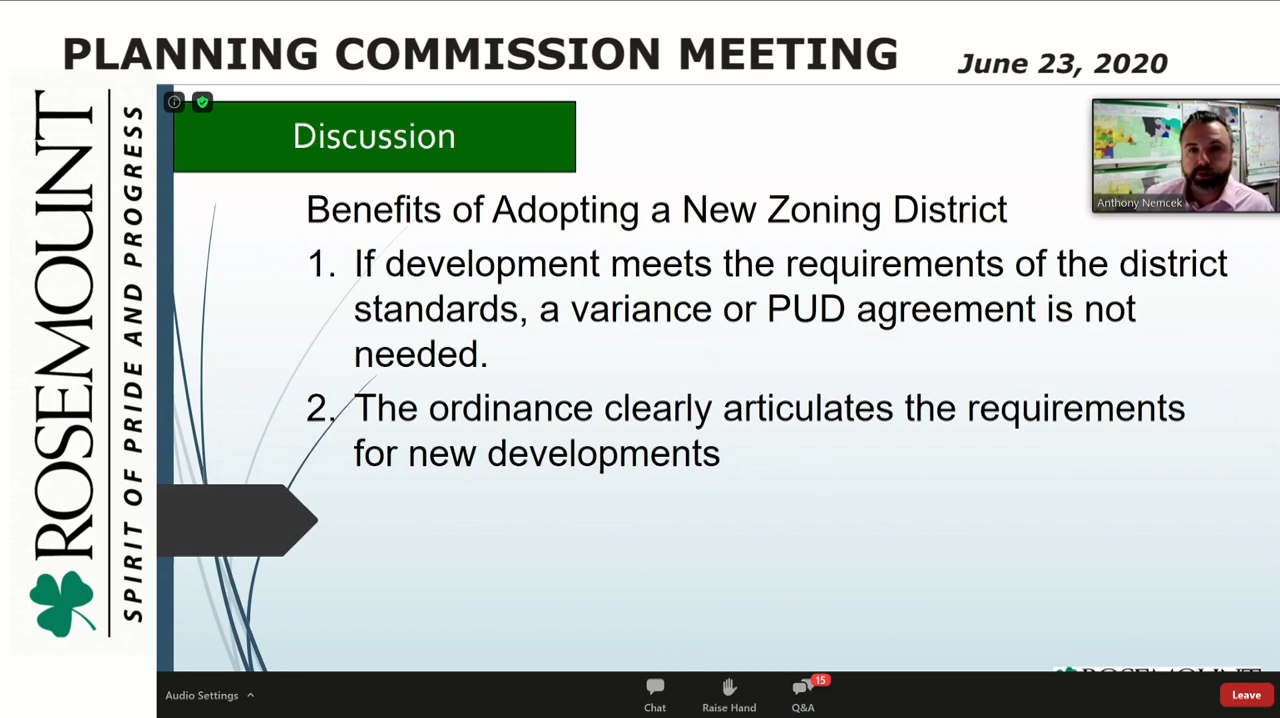 PLANNING COMMISSION MEETING
June 23, 2020
ROSEMOUNT
SPIRIT OF PRIDE AND PROGRESS
Discussion
Anthony Nemcek
Benefits of Adopting a New Zoning District
1. If development meets the requirements of the district
standards, a variance or PUD agreement is not
needed.
2. The ordinance clearly articulates the requirements
for new developments
ROSEMOUNT
Audio Settings
Chat
Raise Hand
15
Q&A
Leave